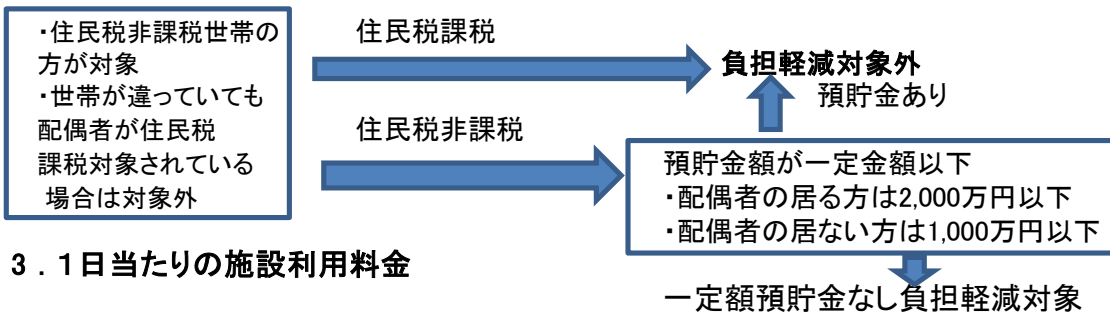 ・住民税非課税世帯の
方が対象
・世帯が違っていても
配偶者が住民税
課税対象されている
場合は対象外
住民税課税
負担軽減対象外
預貯金あり
住民税非課税
預貯金額が一定金額以下
・配偶者の居る方は2,000万円以下
・配偶者の居ない方は1,000万円以下
3．1日当たりの施設利用料金
一定額預貯金なし負担軽減対象